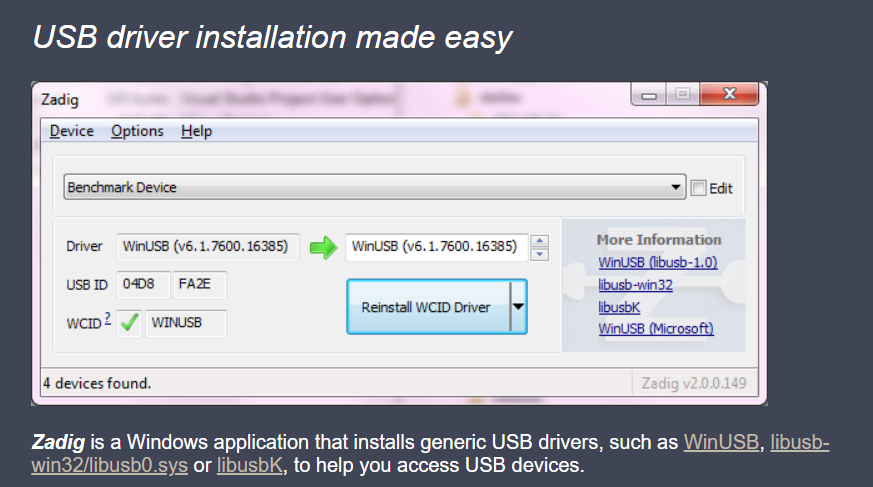 USB driver installation made easy
Zadig
Device Options Help
Benchmark Device Edit
Driver WinUSB (v6.1.7600.16385) WinUSB (v6.1.7600.16385)
USB ID 04D8 FA2E
WCID ? WINUSB
Reinstall WCID Driver
More Information
WinUSB (libusb-1.0)
libusb-win32
libusbK
WinUSB (Microsoft)
4 devices found. Zadig v2.0.0.149
Zadig is a Windows application that installs generic USB drivers, such as WinUSB, libusb-
win32/libusb0.sys or libusbK, to help you access USB devices.